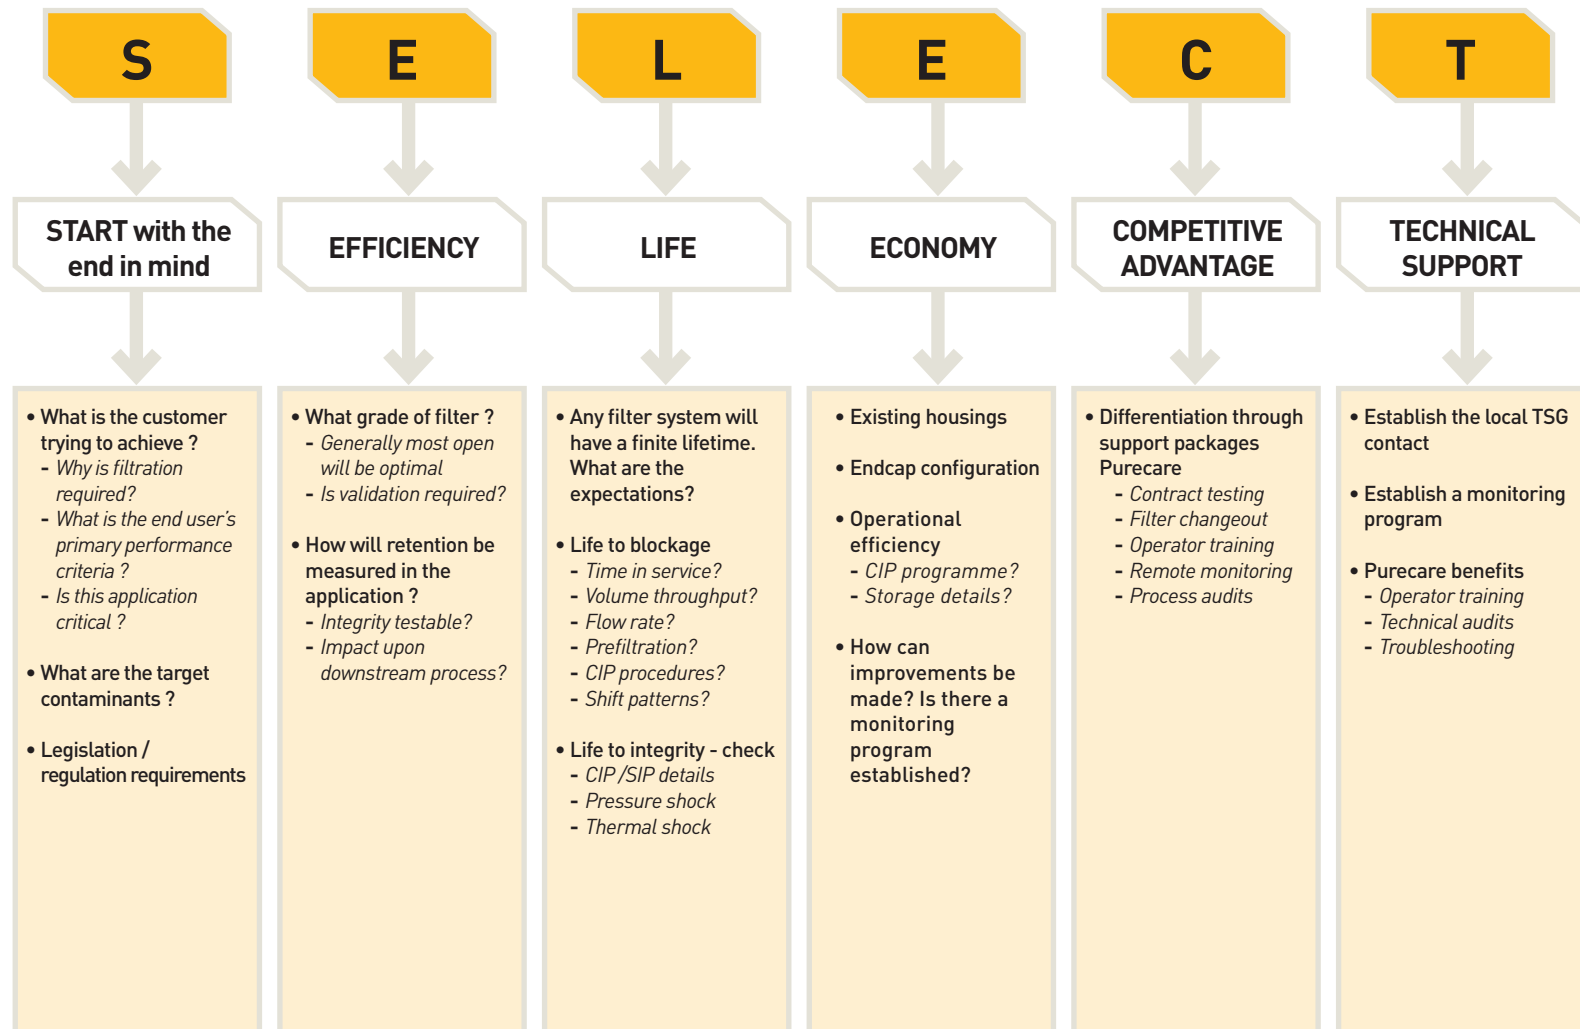 S
E
L
E
C
T
START with the
end in mind
EFFICIENCY
LIFE
ECONOMY
COMPETITIVE
ADVANTAGE
TECHNICAL
SUPPORT
• What is the customer
trying to achieve ?
- Why is filtration
required?
- What is the end user's
primary performance
criteria ?
- Is this application
critical ?
• What are the target
contaminants ?
• Legislation /
regulation requirements
• What grade of filter ?
- Generally most open
will be optimal
- Is validation required?
• How will retention be
measured in the
application ?
- Integrity testable?
- Impact upon
downstream process?
• Any filter system will
have a finite lifetime.
What are the
expectations?
• Life to blockage
- Time in service?
- Volume throughput?
- Flow rate?
- Prefiltration?
- CIP procedures?
- Shift patterns?
• Life to integrity - check
- CIP /SIP details
- Pressure shock
- Thermal shock
• Existing housings
• Endcap configuration
• Operational
efficiency
- CIP programme?
- Storage details?
• How can
improvements be
made? Is there a
monitoring
program
established?
• Differentiation through
support packages
Purecare
- Contract testing
- Filter changeout
- Operator training
- Remote monitoring
- Process audits
• Establish the local TSG
contact
• Establish a monitoring
program
• Purecare benefits
- Operator training
- Technical audits
- Troubleshooting